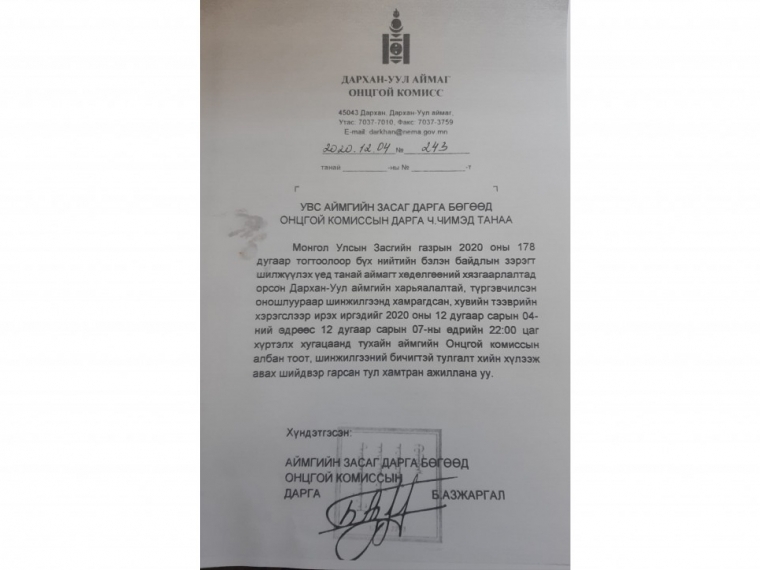 ДАРХАН-УУЛ АЙМАГ
ОНЦГОЙ КОМИСС
45043 Дархан. Дархан-Уул аймаг,
Утас: 7037-7010, Факс: 7037-3759
E-mail: darkhan@nema.gov.mn
2020.12.04 № 243
танай ны № -т
УВС АЙМГИЙН ЗАСАГ ДАРГА БӨГӨӨД
ОНЦГОЙ КОМИССЫН ДАРГА Ч.ЧИМЭД ТАНАА
Монгол Улсын Засгийн газрын 2020 оны 178
дугаар тогтоолоор бүх нийтийн бэлэн байдлын зэрэгт
шилжүүлэх үед танай аймагт хөдөлгөөний хязгаарлалтад
орсон Дархан-Уул аймгийн харьяалалтай, түргэвчилсэн
оношлуураар шинжилгээнд хамрагдсан, хувийн тээврийн
хэрэгслээр ирэх иргэдийг 2020 оны 12 дугаар сарын 04-
ний өдрөөс 12 дугаар сарын 07-ны өдрийн 22:00 цаг
хүртэлх хугацаанд тухайн аймгийн Онцгой комиссын
албан тоот, шинжилгээний бичигтэй тулгалт хийн хүлээж
авах шийдвэр гарсан тул хамтран ажиллана уу.
Хүндэтгэсэн:
АЙМГИЙН ЗАСАГ ДАРГА БӨГӨӨД
ОНЦГОЙ КОМИССЫН
ДАРГА Б.АЗЖАРГАЛ